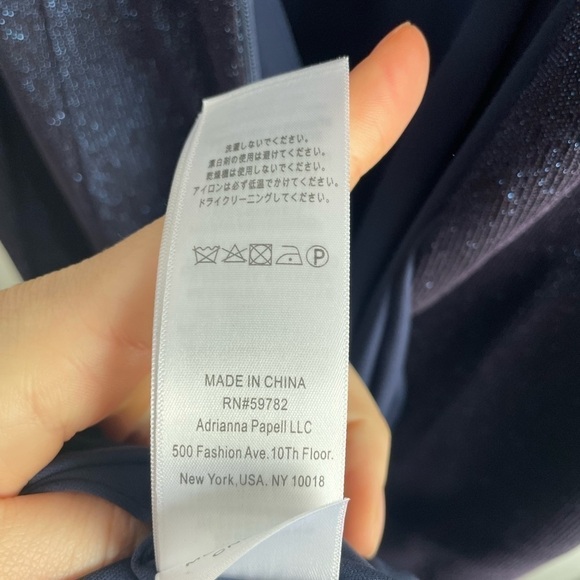 洗濯しないでください。
漂白剤の使用は避けてください。
乾燥機は使用しないでください。
アイロンは必ず低温でかけてください。
ドライクリーニングしてください。
P
MADE IN CHINA
RN#59782
Adrianna Papell LLC
500 Fashion Ave. 10Th Floor.
New York, USA. NY 10018